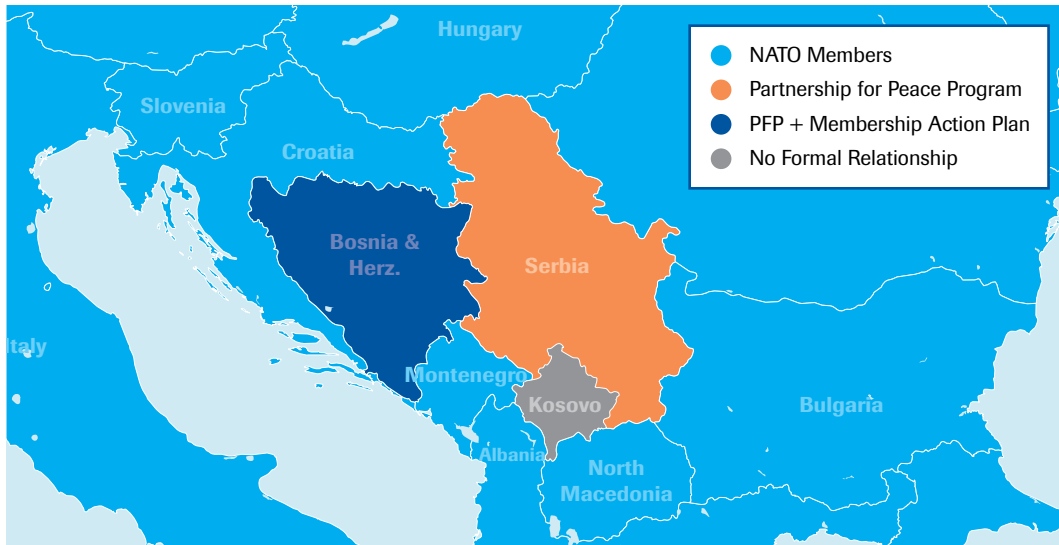 Hungary
NATO Members
Partnership for Peace Program
PFP + Membership Action Plan
No Formal Relationship
Slovenia
Croatia
Bosnia &
Herz.
Serbia
Italy
Montenegro
Kosovo
Bulgaria
Albania
North
Macedonia